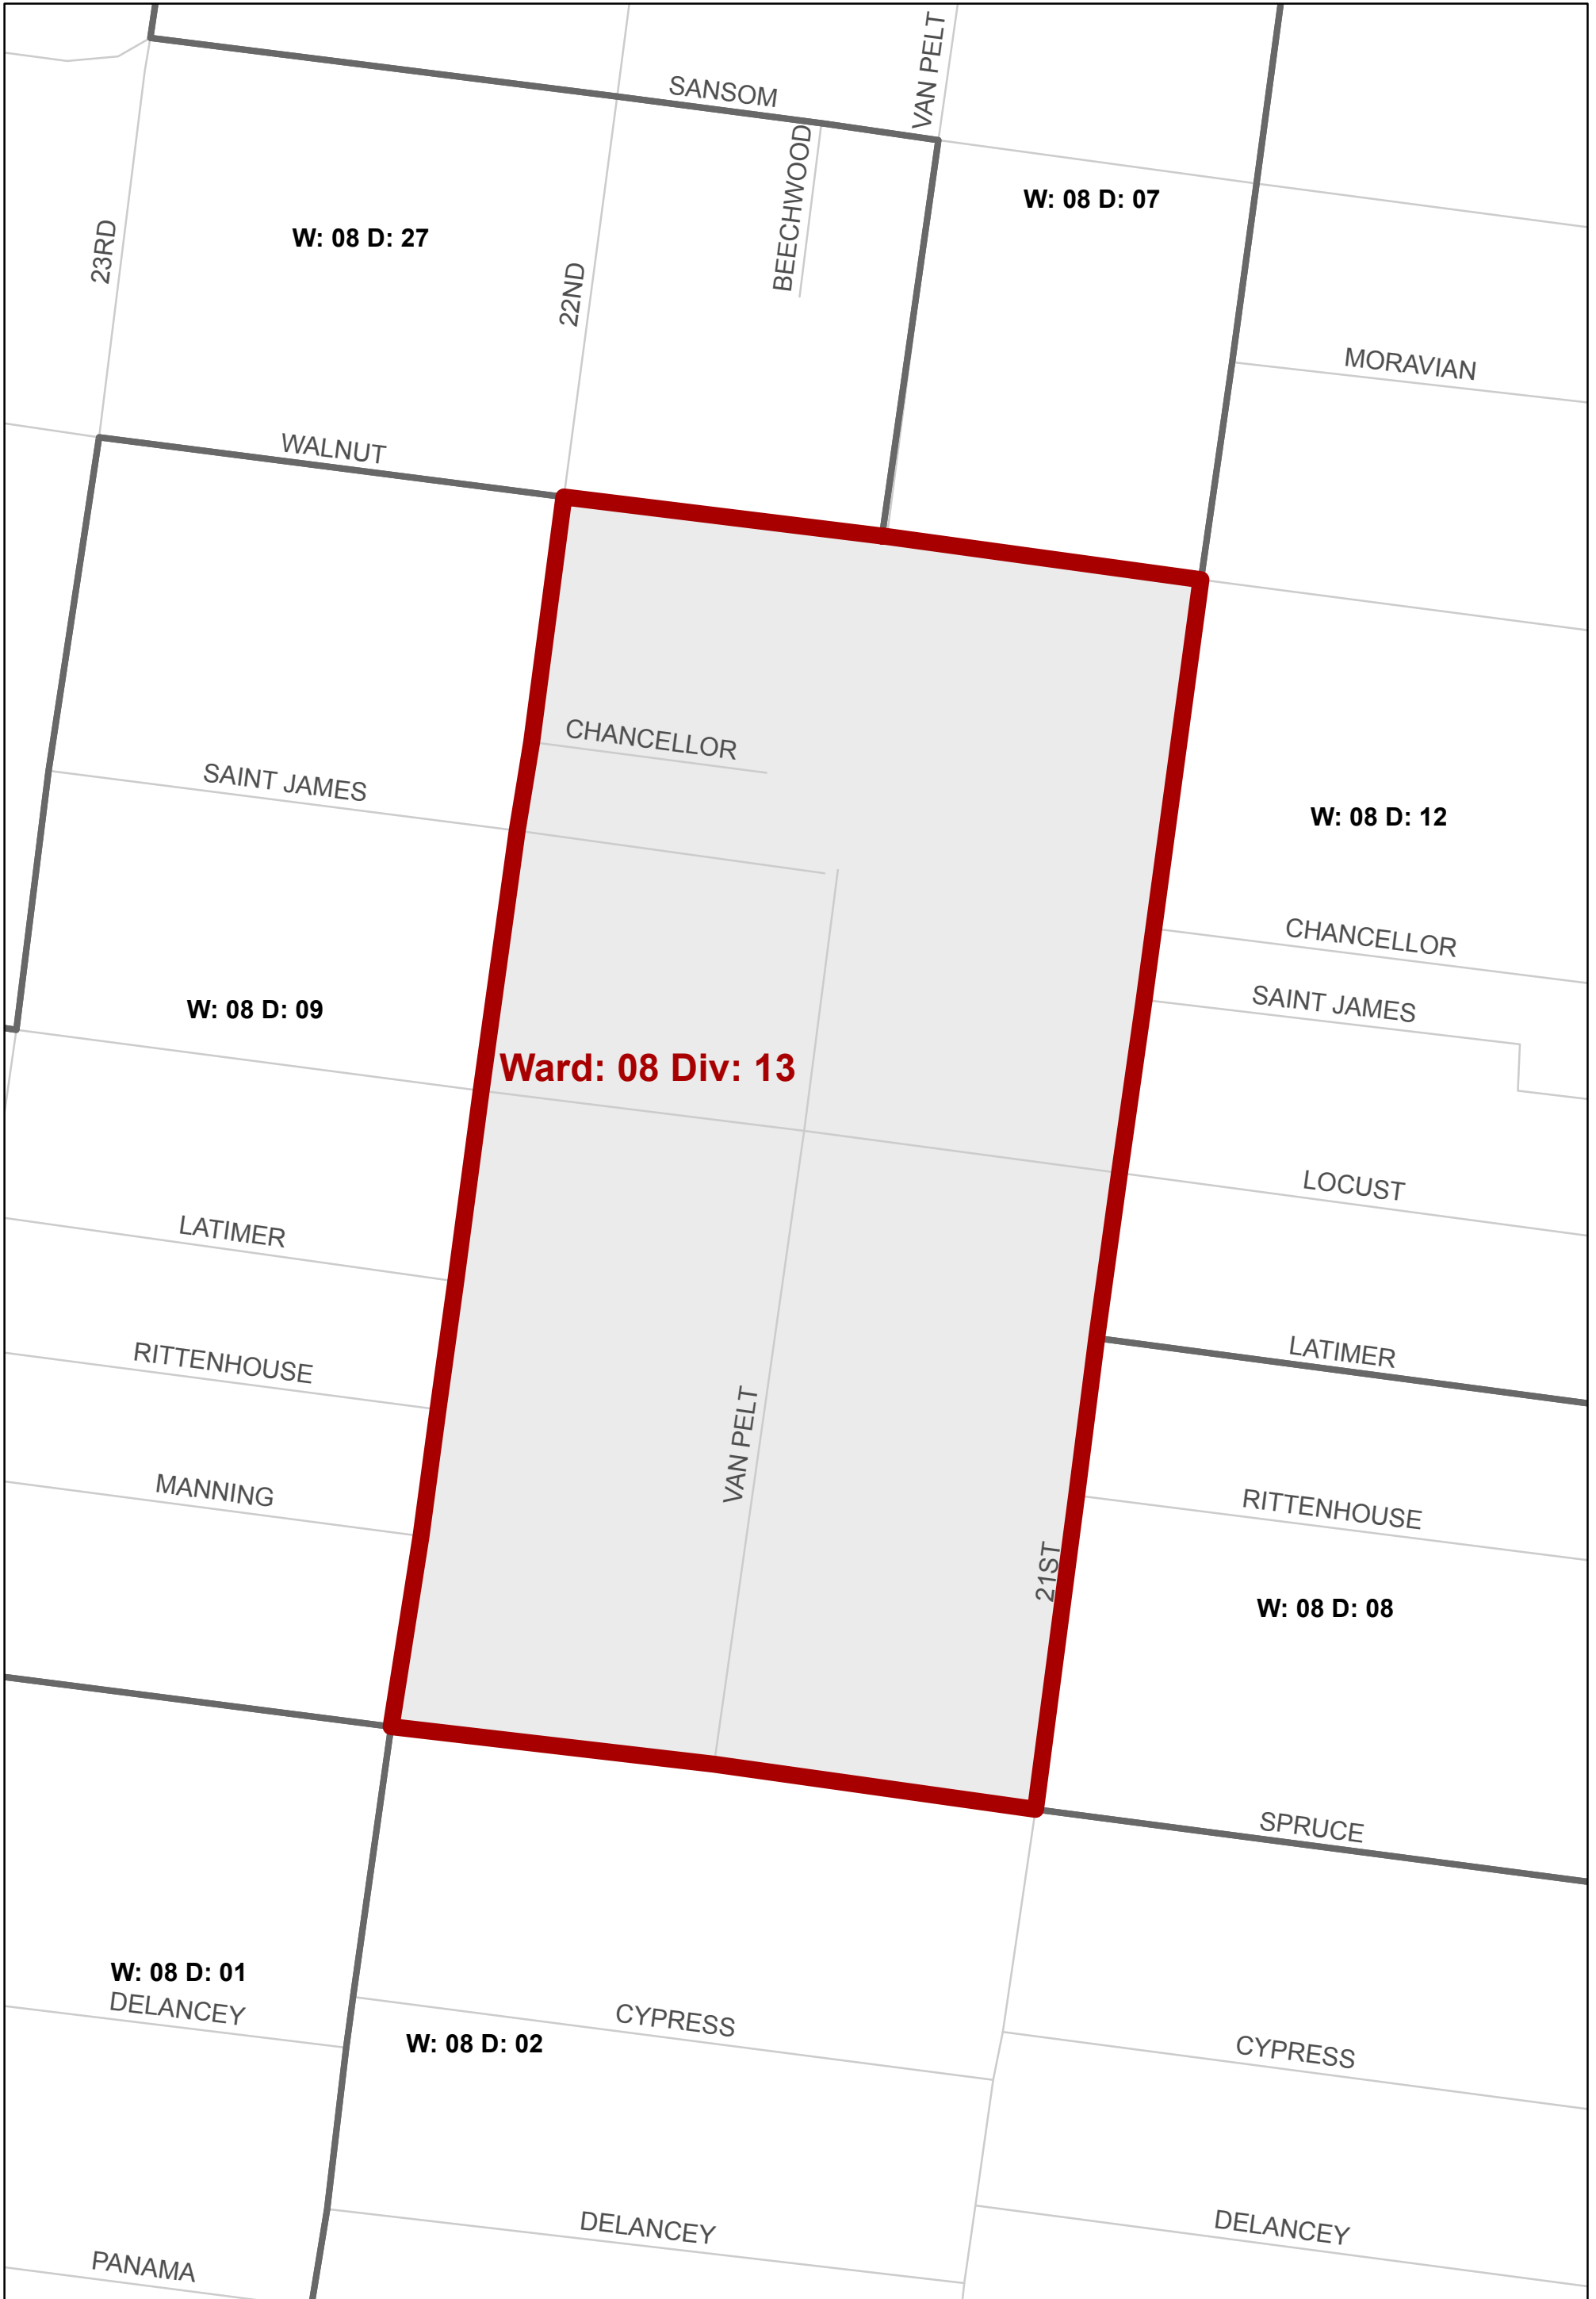 VAN PELT
SANSOM
BEECHWOOD
W: 08 D: 07
23RD
W: 08 D: 27
22ND
MORAVIAN
WALNUT
CHANCELLOR
SAINT JAMES
W: 08 D: 12
CHANCELLOR
SAINT JAMES
W: 08 D: 09
Ward: 08 Div: 13
LOCUST
LATIMER
LATIMER
RITTENHOUSE
VAN PELT
MANNING
RITTENHOUSE
21ST
W: 08 D: 08
SPRUCE
W: 08 D: 01
DELANCEY
CYPRESS
W: 08 D: 02
CYPRESS
DELANCEY
DELANCEY
PANAMA